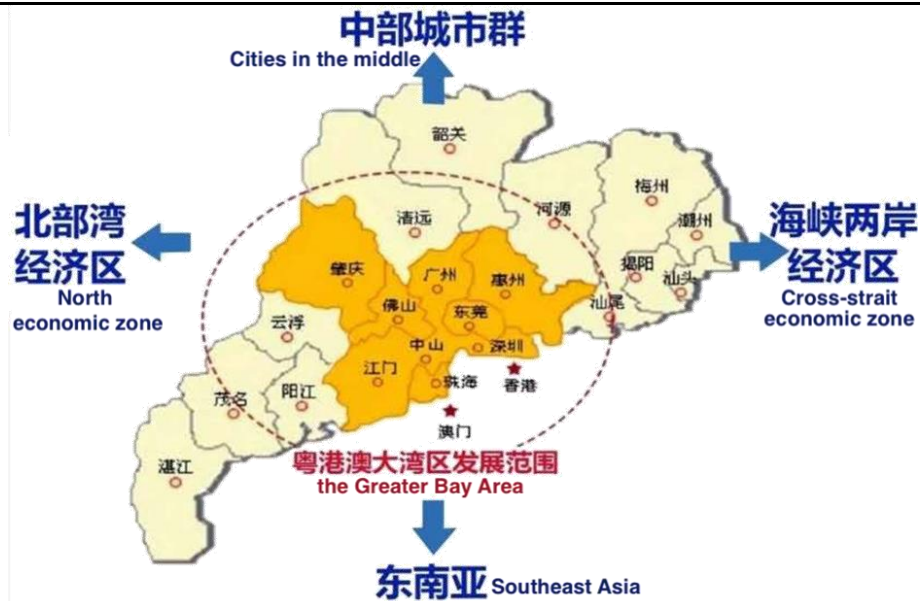 中部城市群
Cities in the middle
韶关
梅州
北部湾
经济区
North
economic zone
清远
河源
潮州
海峡两岸
经济区
Cross-strait
economic zone
肇庆
广州
惠州
揭阳
汕头
佛山
东莞
汕尾
云浮
中山
深圳
江门
珠海
香港
茂名
阳江
澳门
湛江
粤港澳大湾区发展范围
the Greater Bay Area
东南亚 Southeast Asia